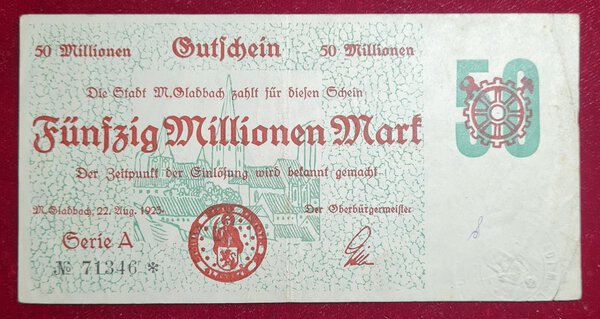 50 Millionen Gutschein 50 Millionen
Die Stadt M.Gladbach zahlt für diesen Schein
Fünfzig Millionen Mark
Der Zeitpunkt der Einlösung wird bekannt gemacht
M.Gladbach, 22. Aug. 1923 Der Oberbürgermeister
Serie A
№ 71346 *
50